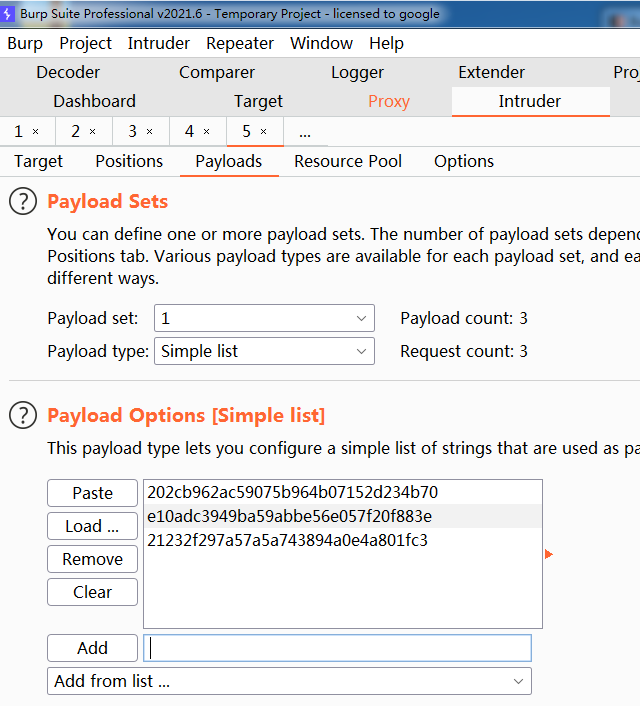 Burp Suite Professional v2021.6 - Temporary Project - licensed to google
Burp Project Intruder Repeater Window Help
Decoder Comparer Logger Extender Proj
Dashboard Target Proxy Intruder
1 × 2 × 3 × 4 × 5 × ...
Target Positions Payloads Resource Pool Options
? Payload Sets
You can define one or more payload sets. The number of payload sets depend
Positions tab. Various payload types are available for each payload set, and ea
different ways.
Payload set: 1 Payload count: 3
Payload type: Simple list Request count: 3
? Payload Options [Simple list]
This payload type lets you configure a simple list of strings that are used as pa
Paste 202cb962ac59075b964b07152d234b70
e10adc3949ba59abbe56e057f20f883e
Load ... 21232f297a57a5a743894a0e4a801fc3
Remove
Clear
Add
Add from list ...